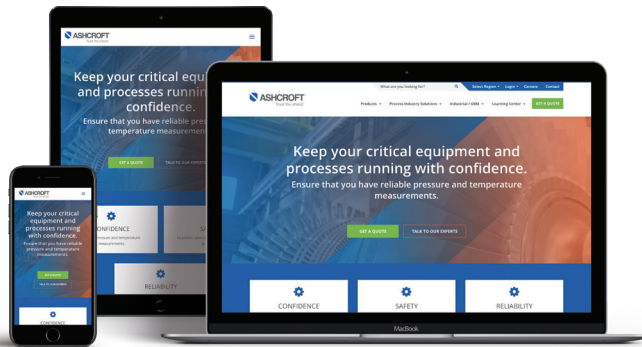 ASHCROFT
Trust the shield.
Keep your critical equ
and processes running
confidence.
Ensure that you have reliable pres
temperature measuremen
GET A QUOTE
TALK TO OUR EXPERTS
CONFIDENCE
measurements.
RELIABILITY
ASHCROFT
Keep your critical
equipment and
processes running
with confidence.
Ensure that you have reliable
pressure and temperature
measurements.
GET A QUOTE
TALK TO OUR EXPERTS
CONFIDENCE
What are you looking for?
Select Region
Login
Careers
Contact
ASHCROFT
Trust the shield.
Products
Process Industry Solutions
Industrial / OEM
Learning Center
GET A QUOTE
Keep your critical equipment and
processes running with confidence.
Ensure that you have reliable pressure and temperature
measurements.
GET A QUOTE
TALK TO OUR EXPERTS
CONFIDENCE
SAFETY
RELIABILITY
MacBook